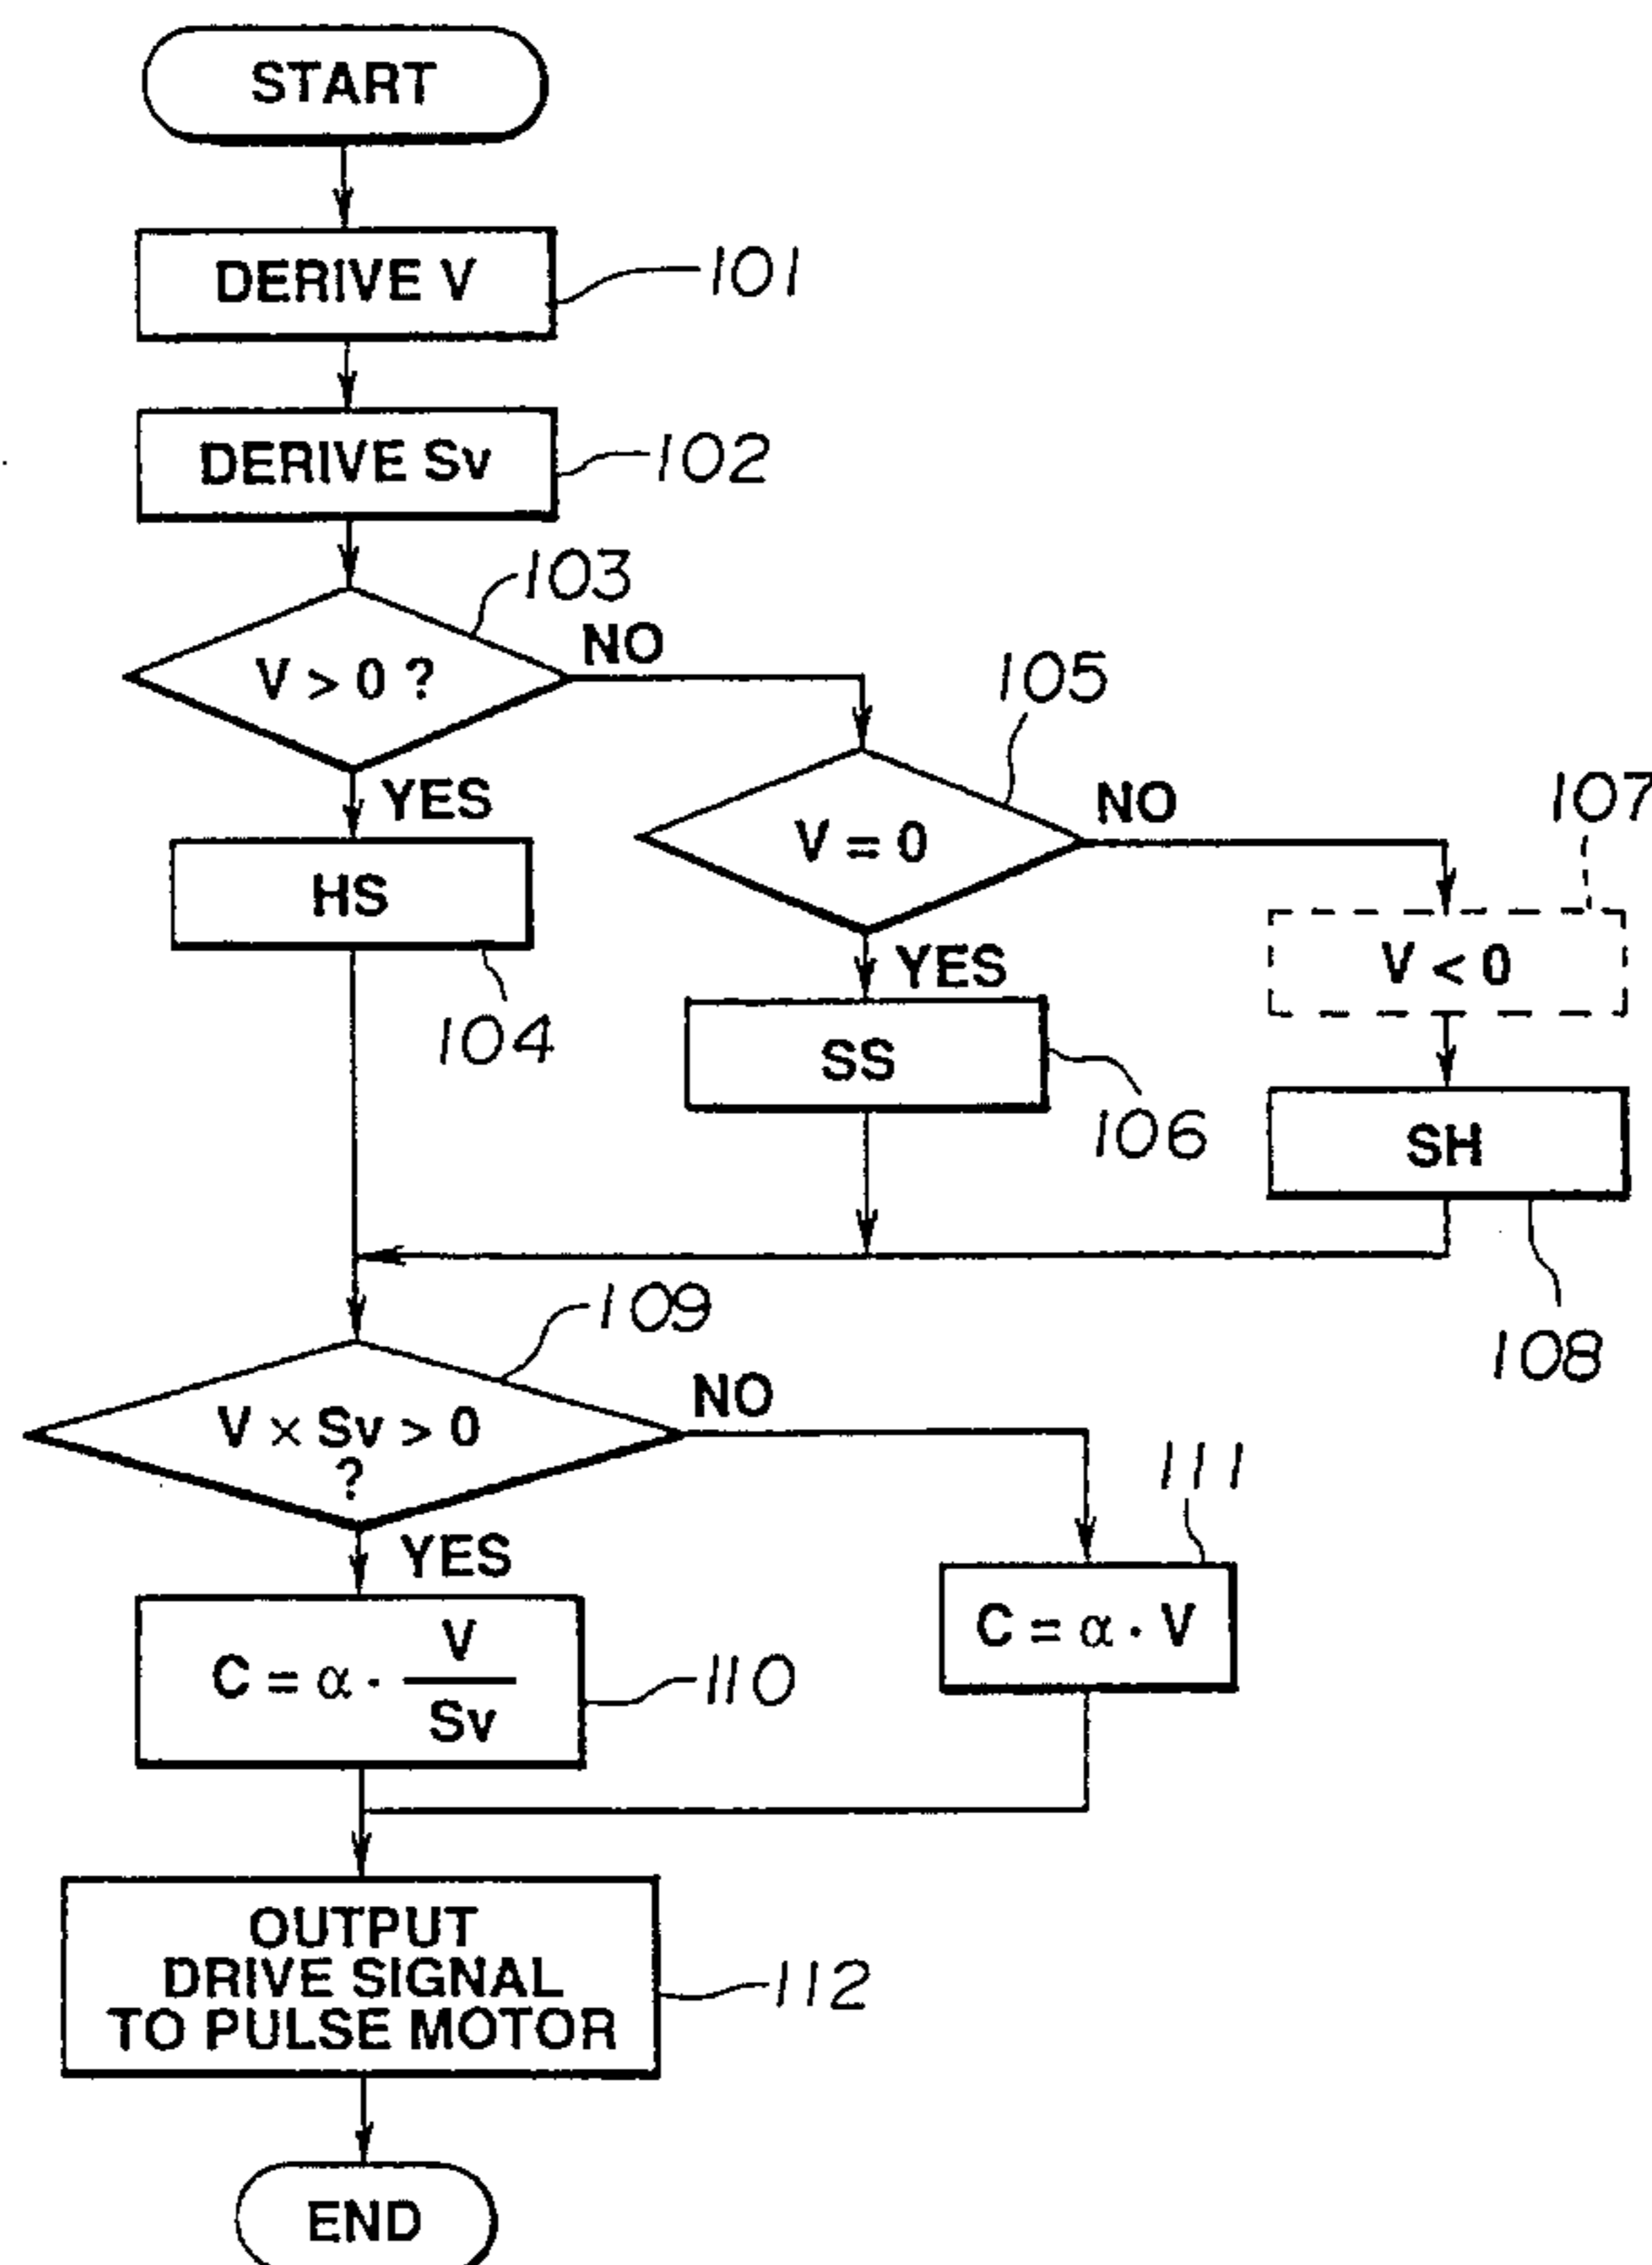 START
DERIVE V
101
DERIVE Sv
102
103
V > 0 ?
NO
YES
105
V = 0
NO
107
HS
104
YES
V < 0
SS
106
SH
108
109
V × Sv > 0
?
NO
YES
111
C = α · V
C = α · V
Sv
110
OUTPUT
DRIVE SIGNAL
TO PULSE MOTOR
112
END